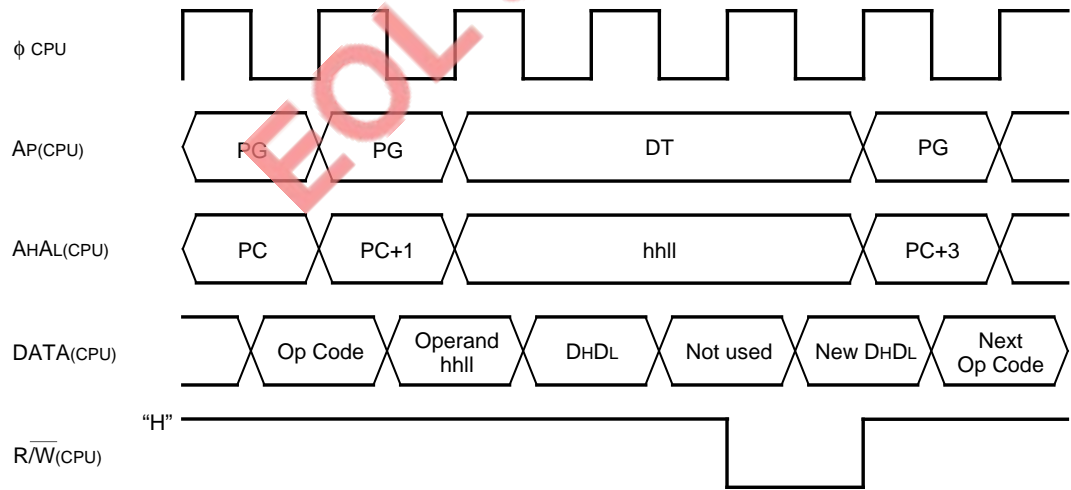 ϕ CPU
AP(CPU)
PG
PG
DT
PG
AHAL(CPU)
PC
PC+1
hhll
PC+3
DATA(CPU)
Op Code
Operand
hhll
DHDL
Not used
New DHDL
Next
Op Code
“H”
R/W̅(CPU)
EOL